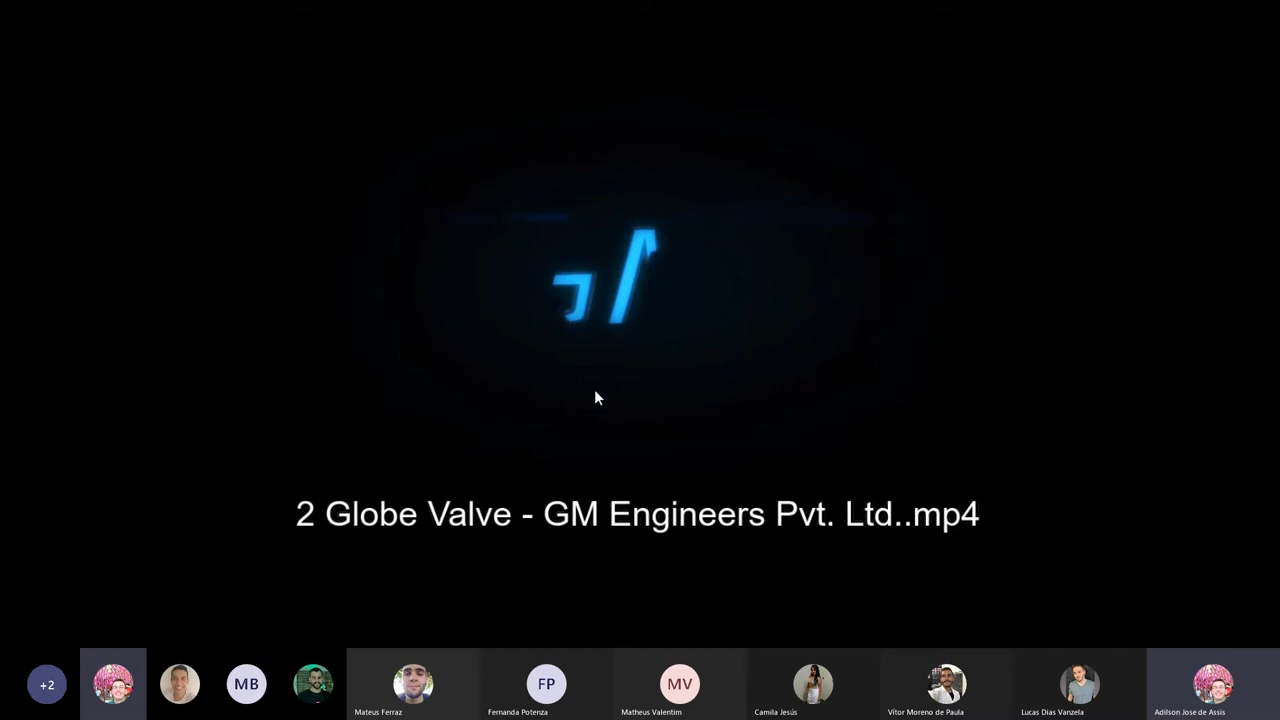 2 Globe Valve - GM Engineers Pvt. Ltd..mp4
+2
MB
FP
MV
Mateus Ferraz
Fernanda Potenza
Matheus Valentim
Camila Jesús
Vítor Moreno de Paula
Lucas Dias Vanzela
Adilson Jose de Assis